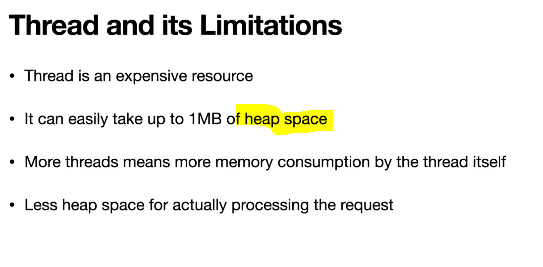 Thread and its Limitations
• Thread is an expensive resource
• It can easily take up to 1MB of heap space
• More threads means more memory consumption by the thread itself
• Less heap space for actually processing the request